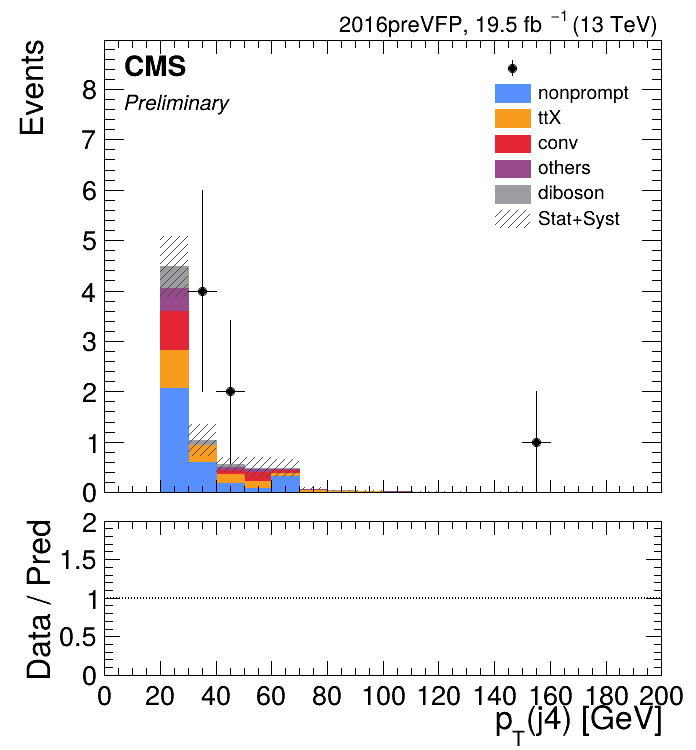 2016preVFP, 19.5 fb⁻¹ (13 TeV)
CMS
Preliminary
Events
nonprompt
ttX
conv
others
diboson
Stat+Syst
8
7
6
5
4
3
2
1
0
Data / Pred
2
1.5
1
0.5
0
0 20 40 60 80 100 120 140 160 180 200
p_T(j4) [GeV]